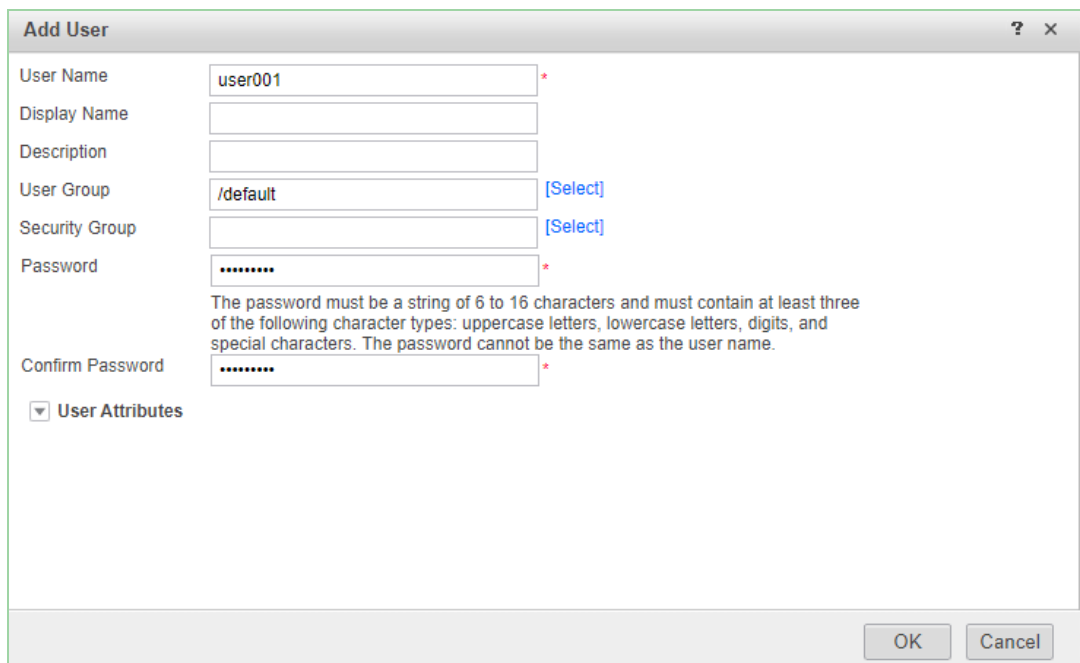 Add User ? ×
User Name user001 *
Display Name
Description
User Group /default [Select]
Security Group [Select]
Password ••••••••• *
The password must be a string of 6 to 16 characters and must contain at least three
of the following character types: uppercase letters, lowercase letters, digits, and
special characters. The password cannot be the same as the user name.
Confirm Password ••••••••• *
User Attributes
OK Cancel